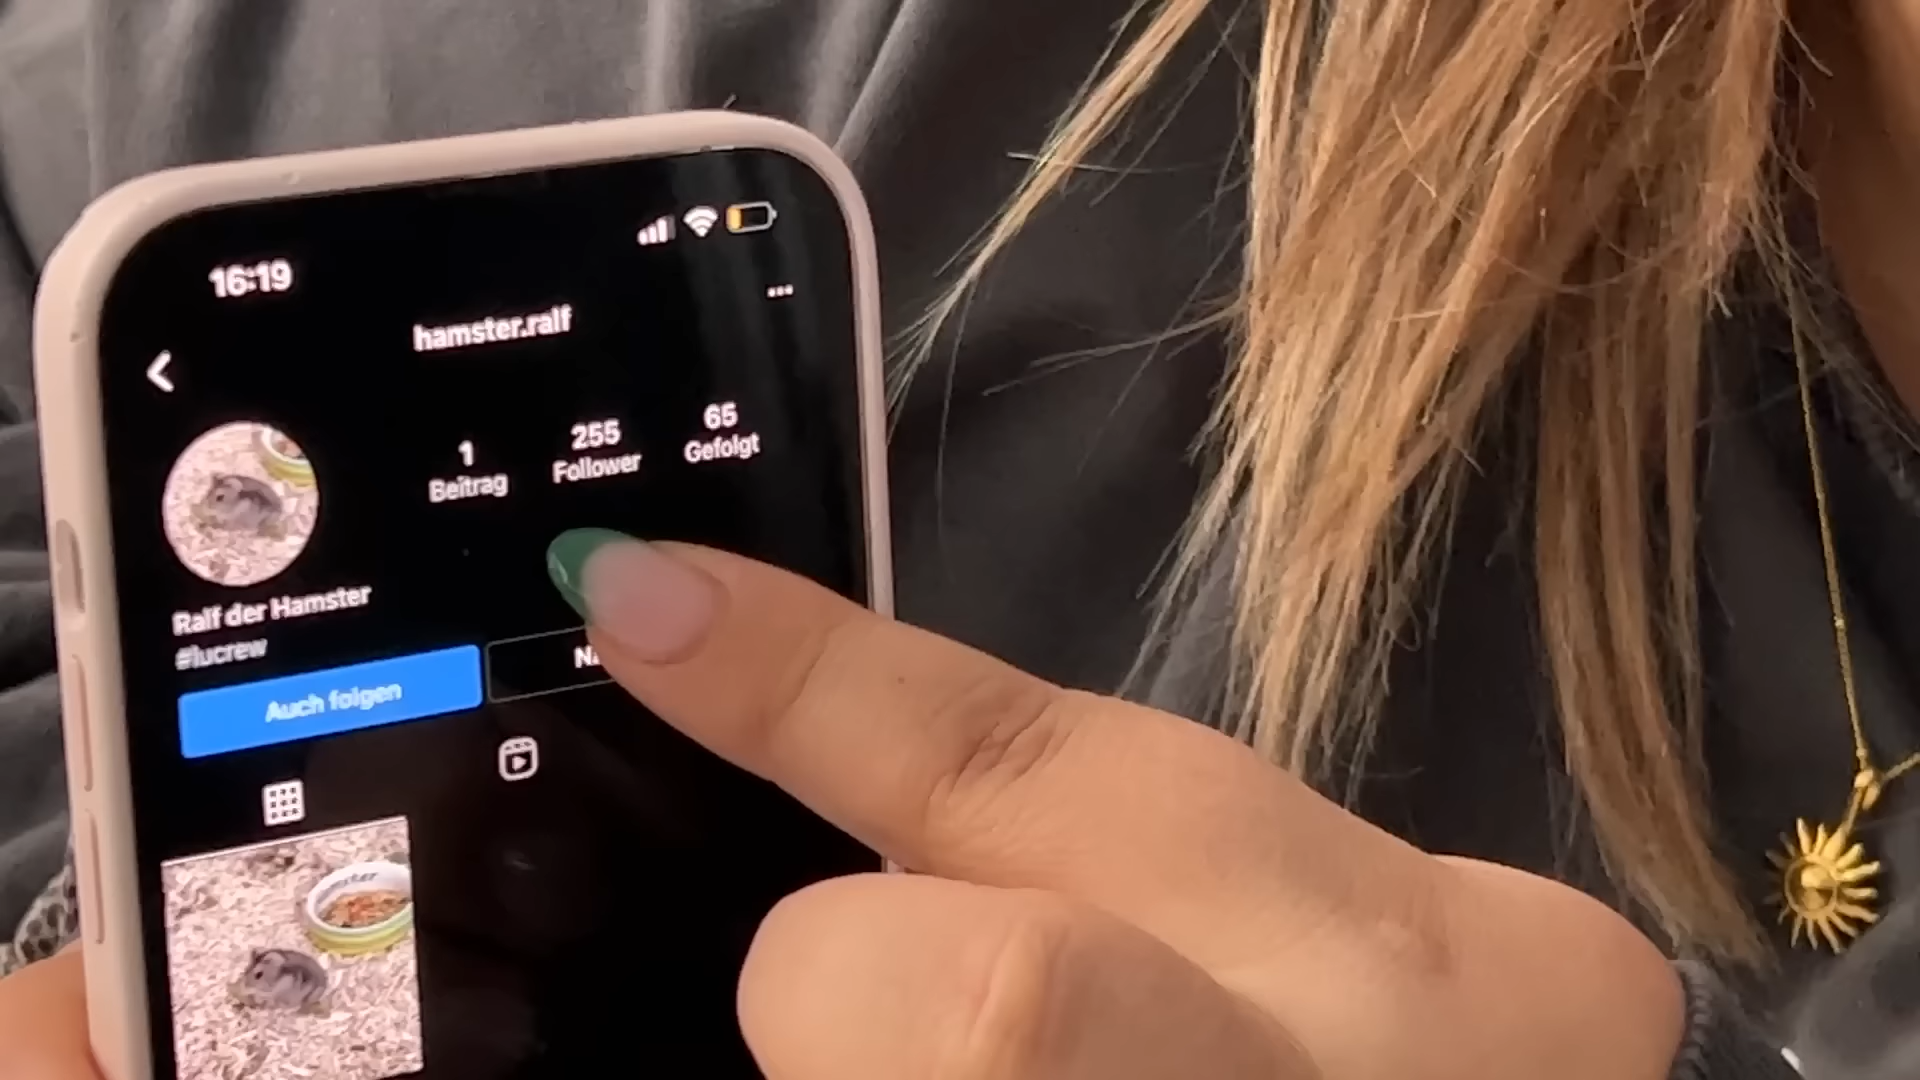 16:19
hamster.ralf
1
Beitrag
255
Follower
65
Gefolgt
Ralf der Hamster
#lucrew
Auch folgen